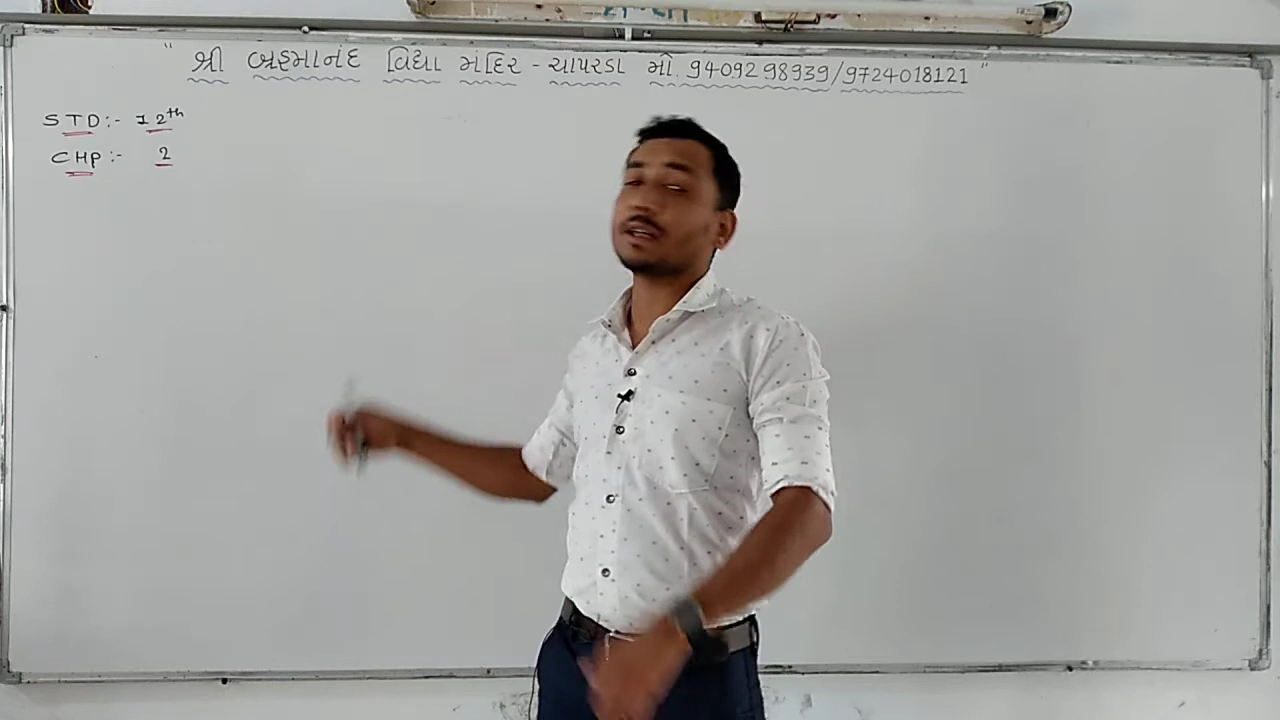 " શ્રી બ્રહ્માનંદ વિદ્યા મંદિર - ચાપરડા મો. 9409298939/9724018121 "
STD:- 12th
CHP:- 2